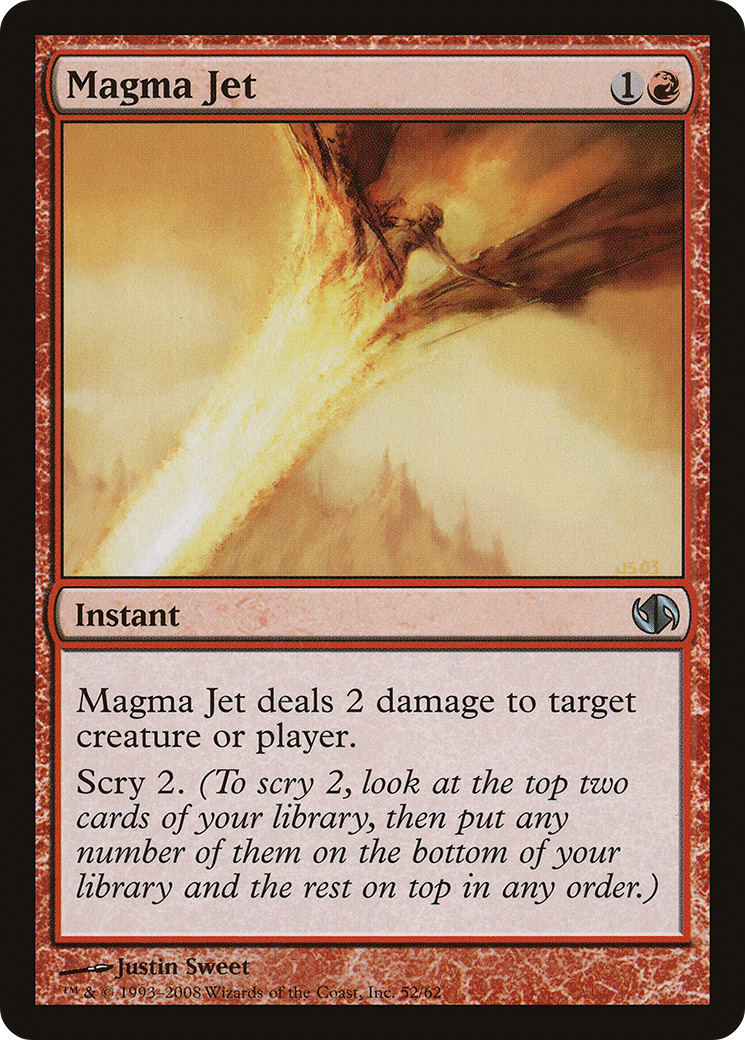 Magma Jet 1
JS03
Instant
Magma Jet deals 2 damage to target
creature or player.
Scry 2. (To scry 2, look at the top two
cards of your library, then put any
number of them on the bottom of your
library and the rest on top in any order.)
Justin Sweet
™ & © 1993–2008 Wizards of the Coast, Inc. 52/62